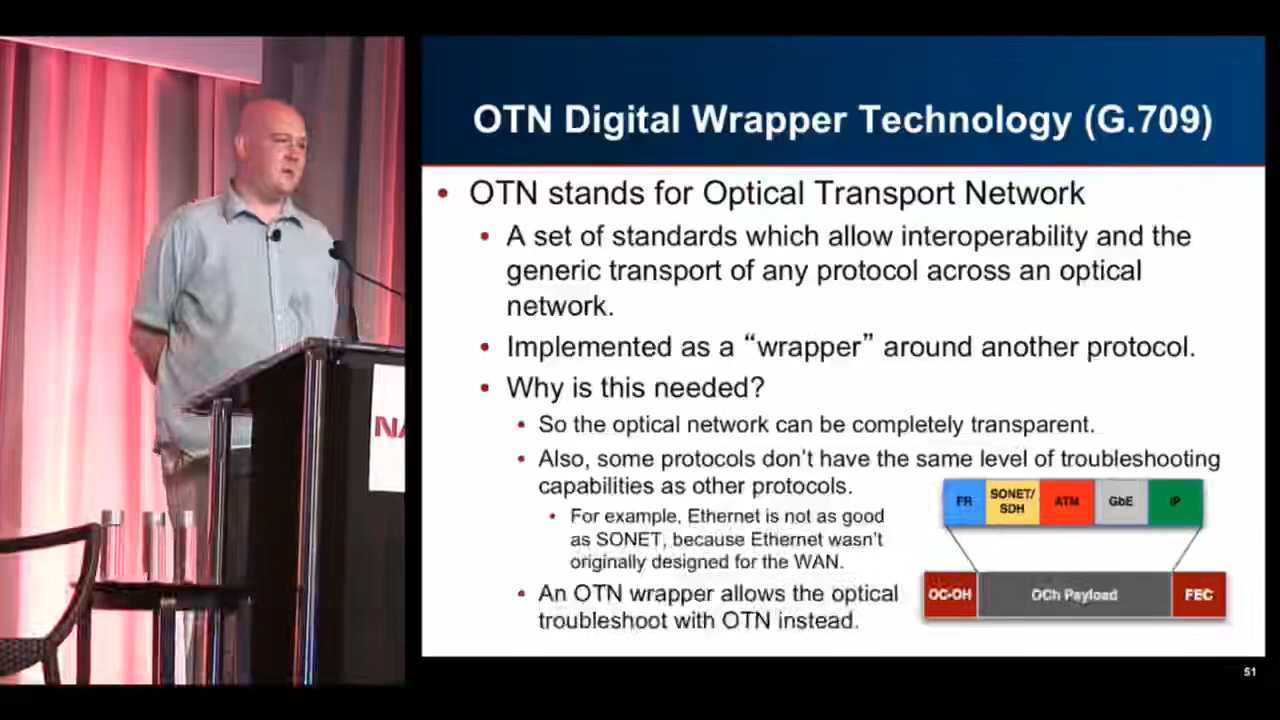 OTN Digital Wrapper Technology (G.709)
• OTN stands for Optical Transport Network
• A set of standards which allow interoperability and the
generic transport of any protocol across an optical
network.
• Implemented as a “wrapper” around another protocol.
• Why is this needed?
• So the optical network can be completely transparent.
• Also, some protocols don’t have the same level of troubleshooting
capabilities as other protocols.
• For example, Ethernet is not as good
as SONET, because Ethernet wasn’t
originally designed for the WAN.
• An OTN wrapper allows the optical
troubleshoot with OTN instead.
FR
SONET/
SDH
ATM
GbE
IP
OC-OH
OCh Payload
FEC
NA
51